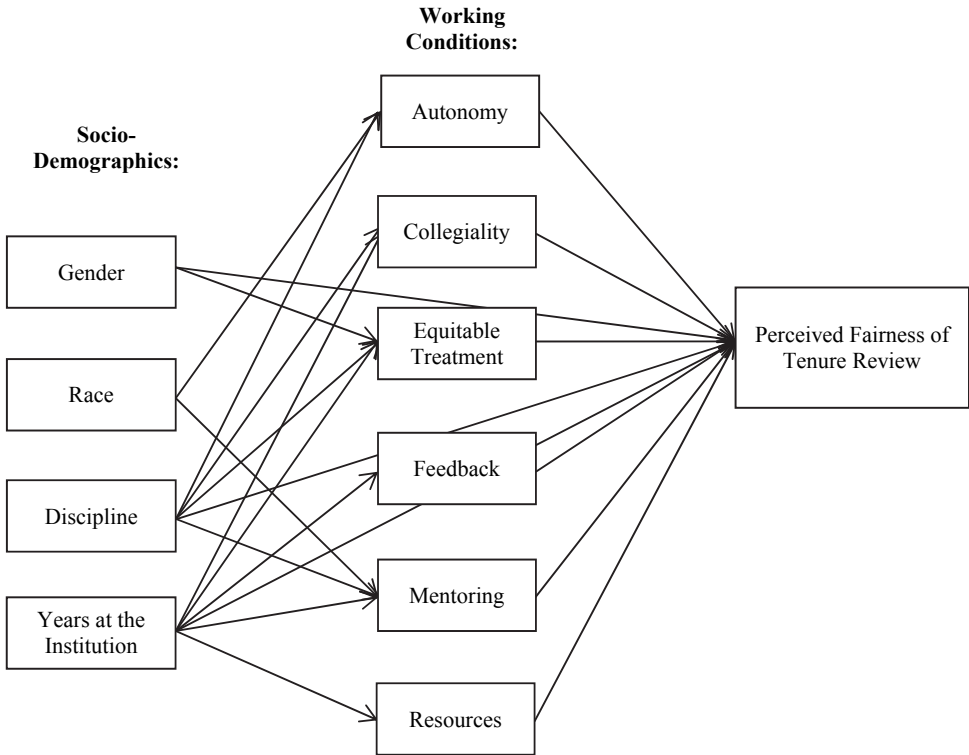 Working
Conditions:
Socio-
Demographics:
Gender
Race
Discipline
Years at the
Institution
Autonomy
Collegiality
Equitable
Treatment
Feedback
Mentoring
Resources
Perceived Fairness of
Tenure Review